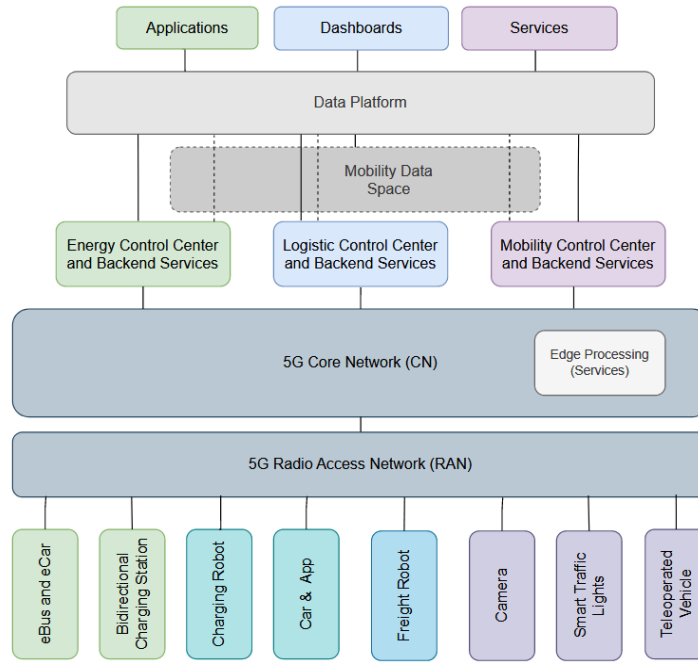 Applications
Dashboards
Services
Data Platform
Mobility Data
Space
Energy Control Center
and Backend Services
Logistic Control Center
and Backend Services
Mobility Control Center
and Backend Services
5G Core Network (CN)
Edge Processing
(Services)
5G Radio Access Network (RAN)
eBus and eCar
Bidirectional
Charging Station
Charging Robot
Car & App
Freight Robot
Camera
Smart Traffic
Lights
Teleoperated
Vehicle